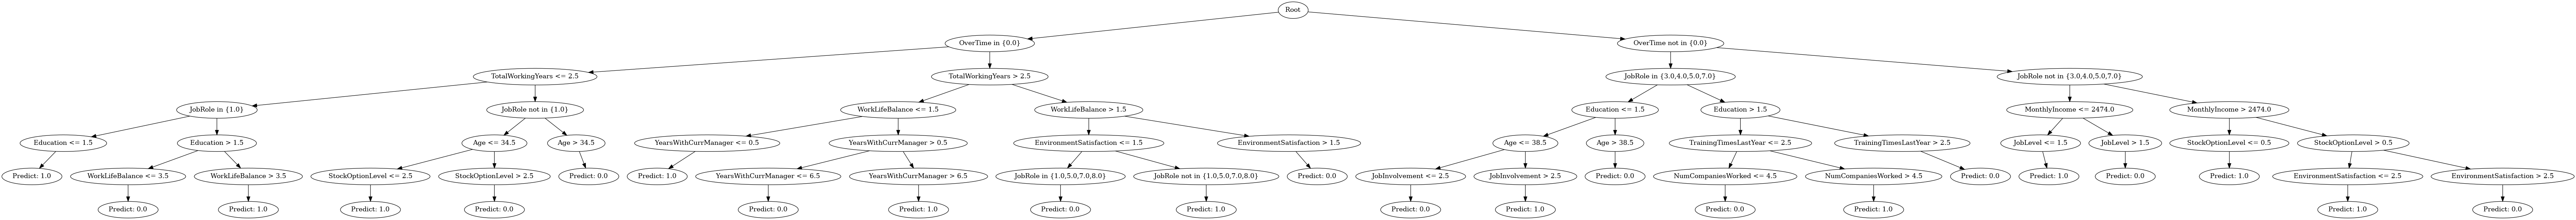 Root
OverTime in {0.0}
OverTime not in {0.0}
TotalWorkingYears <= 2.5
TotalWorkingYears > 2.5
JobRole in {3.0,4.0,5.0,7.0}
JobRole not in {3.0,4.0,5.0,7.0}
JobRole in {1.0}
JobRole not in {1.0}
WorkLifeBalance <= 1.5
WorkLifeBalance > 1.5
Education <= 1.5
Education > 1.5
MonthlyIncome <= 2474.0
MonthlyIncome > 2474.0
Education <= 1.5
Education > 1.5
Age <= 34.5
Age > 34.5
YearsWithCurrManager <= 0.5
YearsWithCurrManager > 0.5
EnvironmentSatisfaction <= 1.5
EnvironmentSatisfaction > 1.5
Age <= 38.5
Age > 38.5
TrainingTimesLastYear <= 2.5
TrainingTimesLastYear > 2.5
JobLevel <= 1.5
JobLevel > 1.5
StockOptionLevel <= 0.5
StockOptionLevel > 0.5
Predict: 1.0
WorkLifeBalance <= 3.5
WorkLifeBalance > 3.5
StockOptionLevel <= 2.5
StockOptionLevel > 2.5
Predict: 0.0
Predict: 1.0
YearsWithCurrManager <= 6.5
YearsWithCurrManager > 6.5
JobRole in {1.0,5.0,7.0,8.0}
JobRole not in {1.0,5.0,7.0,8.0}
Predict: 0.0
JobInvolvement <= 2.5
JobInvolvement > 2.5
Predict: 0.0
NumCompaniesWorked <= 4.5
NumCompaniesWorked > 4.5
Predict: 0.0
Predict: 1.0
Predict: 0.0
Predict: 1.0
EnvironmentSatisfaction <= 2.5
EnvironmentSatisfaction > 2.5
Predict: 0.0
Predict: 1.0
Predict: 1.0
Predict: 0.0
Predict: 0.0
Predict: 1.0
Predict: 0.0
Predict: 1.0
Predict: 0.0
Predict: 1.0
Predict: 0.0
Predict: 1.0
Predict: 1.0
Predict: 0.0